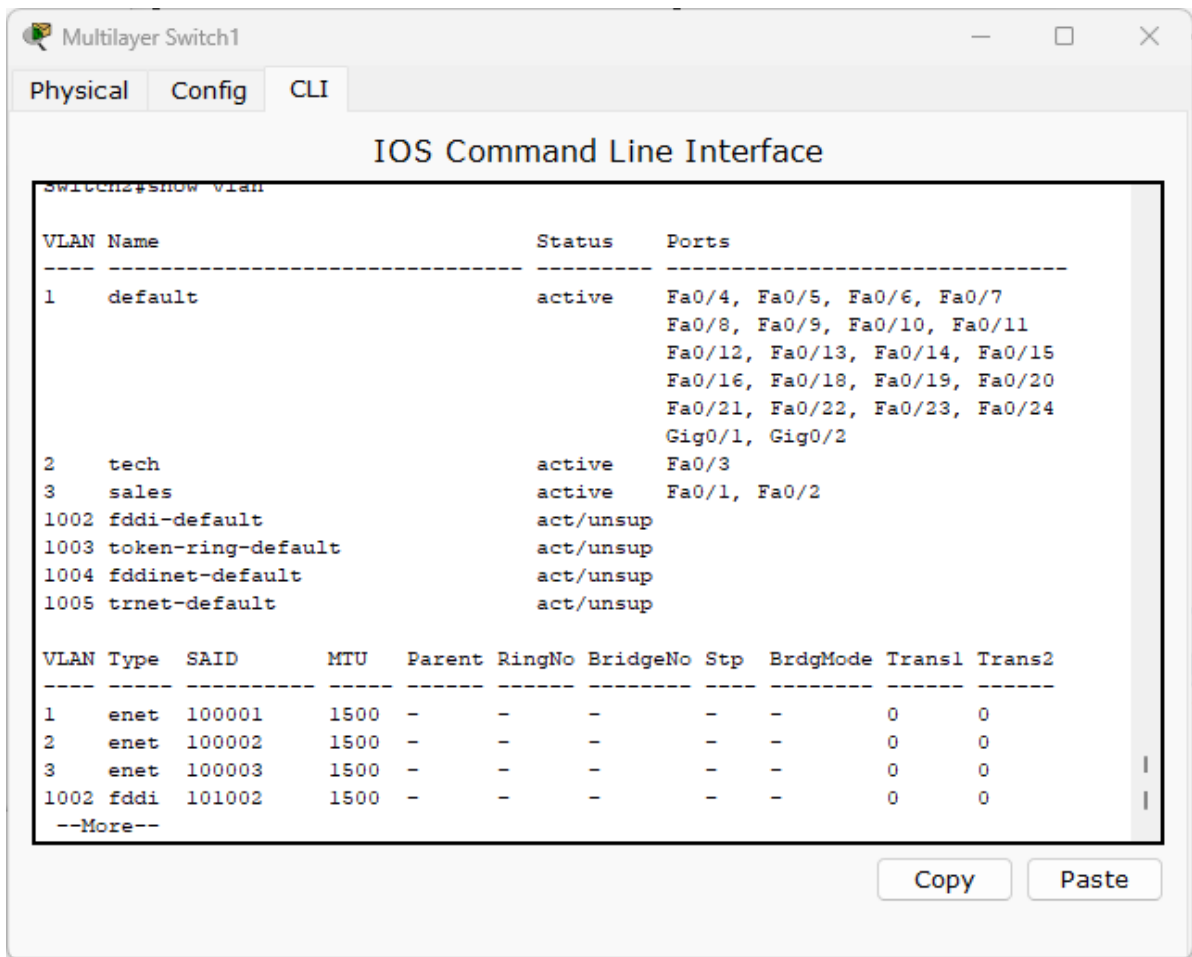 Multilayer Switch1
Physical Config CLI
IOS Command Line Interface
Switch2#show vlan
VLAN Name                             Status    Ports
---- -------------------------------- --------- -------------------------------
1    default                          active    Fa0/4, Fa0/5, Fa0/6, Fa0/7
                                                Fa0/8, Fa0/9, Fa0/10, Fa0/11
                                                Fa0/12, Fa0/13, Fa0/14, Fa0/15
                                                Fa0/16, Fa0/18, Fa0/19, Fa0/20
                                                Fa0/21, Fa0/22, Fa0/23, Fa0/24
                                                Gig0/1, Gig0/2
2    tech                             active    Fa0/3
3    sales                            active    Fa0/1, Fa0/2
1002 fddi-default                     act/unsup
1003 token-ring-default               act/unsup
1004 fddinet-default                  act/unsup
1005 trnet-default                    act/unsup
VLAN Type  SAID       MTU   Parent RingNo BridgeNo Stp  BrdgMode Trans1 Trans2
---- ----- ---------- ----- ------ ------ -------- ---- -------- ------ ------
1    enet  100001     1500  -      -      -        -    -        0      0
2    enet  100002     1500  -      -      -        -    -        0      0
3    enet  100003     1500  -      -      -        -    -        0      0
1002 fddi  101002     1500  -      -      -        -    -        0      0
 --More--
Copy Paste